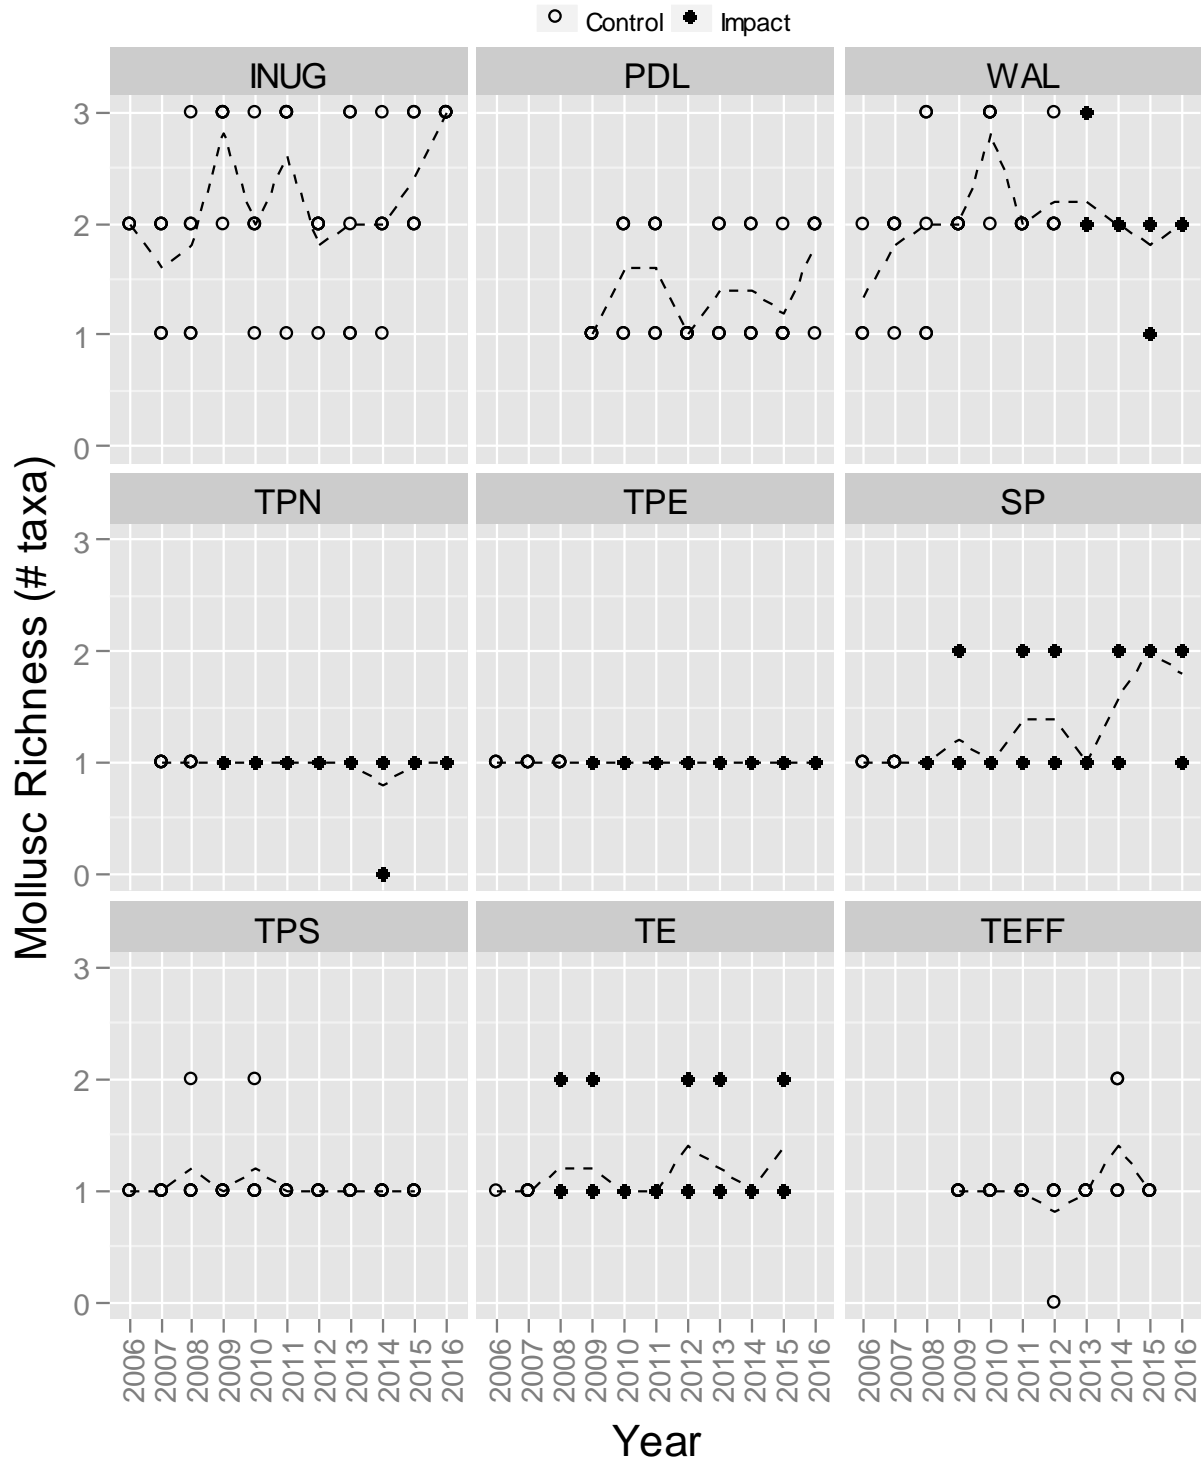 Control Impact
INUG PDL WAL
3
2
1
0
TPN TPE SP
3
2
1
0
Mollusc Richness (# taxa)
TPS TE TEFF
3
2
1
0
2006 2007 2008 2009 2010 2011 2012 2013 2014 2015 2016 2006 2007 2008 2009 2010 2011 2012 2013 2014 2015 2016 2006 2007 2008 2009 2010 2011 2012 2013 2014 2015 2016
Year